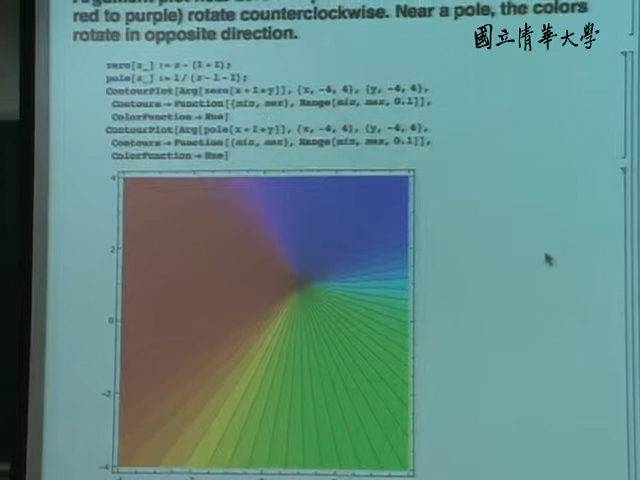 red to purple) rotate counterclockwise. Near a pole, the colors
rotate in opposite direction.
國立清華大學
zero[z_] := z - (1 + I);
pole[z_] := 1 / (z - 1 - I);
ContourPlot[Arg[zero[x + I * y]], {x, -4, 4}, {y, -4, 4},
Contours → Function[{min, max}, Range[min, max, 0.1]],
ColorFunction → Hue]
ContourPlot[Arg[pole[x + I * y]], {x, -4, 4}, {y, -4, 4},
Contours → Function[{min, max}, Range[min, max, 0.1]],
ColorFunction → Hue]
4
2
0
-2
-4